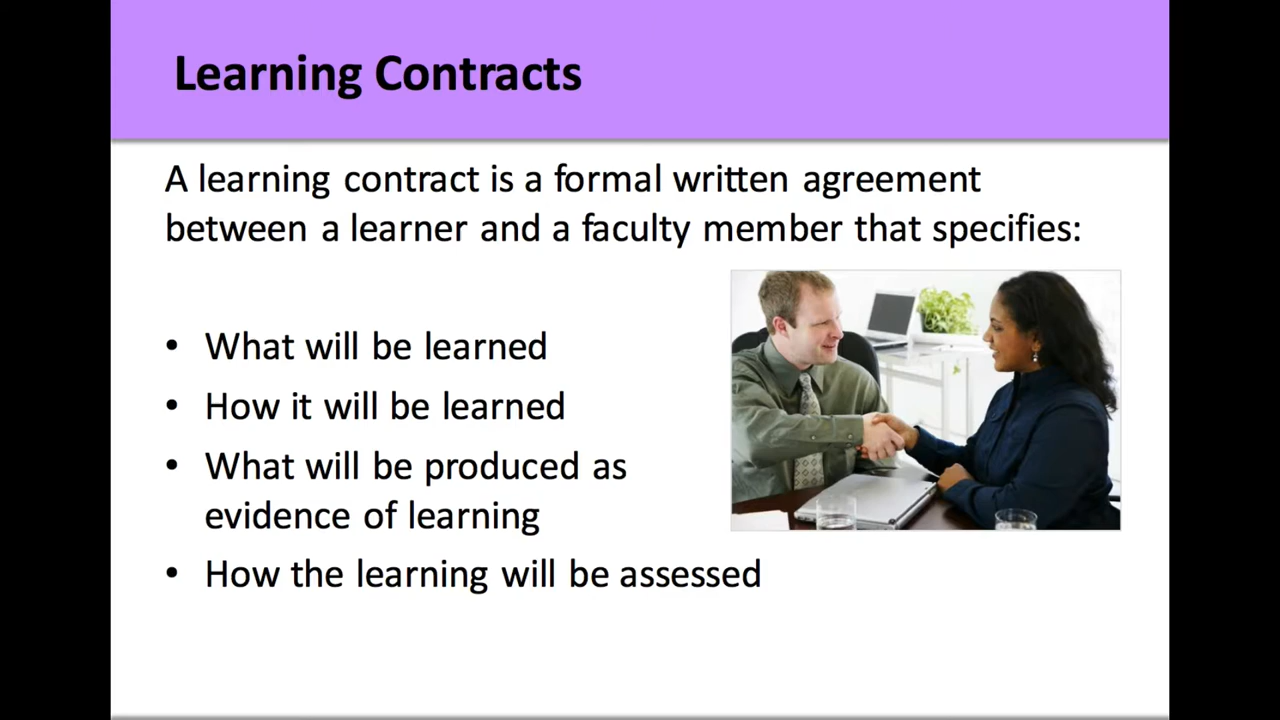 Learning Contracts
A learning contract is a formal written agreement
between a learner and a faculty member that specifies:
• What will be learned
• How it will be learned
• What will be produced as
evidence of learning
• How the learning will be assessed